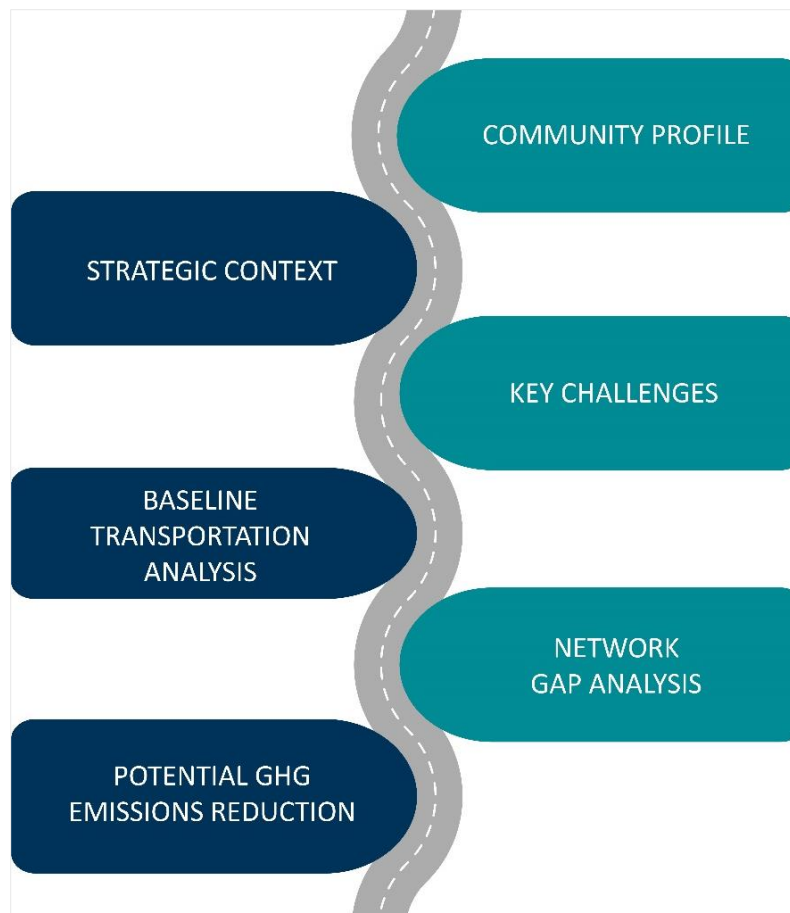 COMMUNITY PROFILE
STRATEGIC CONTEXT
KEY CHALLENGES
BASELINE
TRANSPORTATION
ANALYSIS
NETWORK
GAP ANALYSIS
POTENTIAL GHG
EMISSIONS REDUCTION